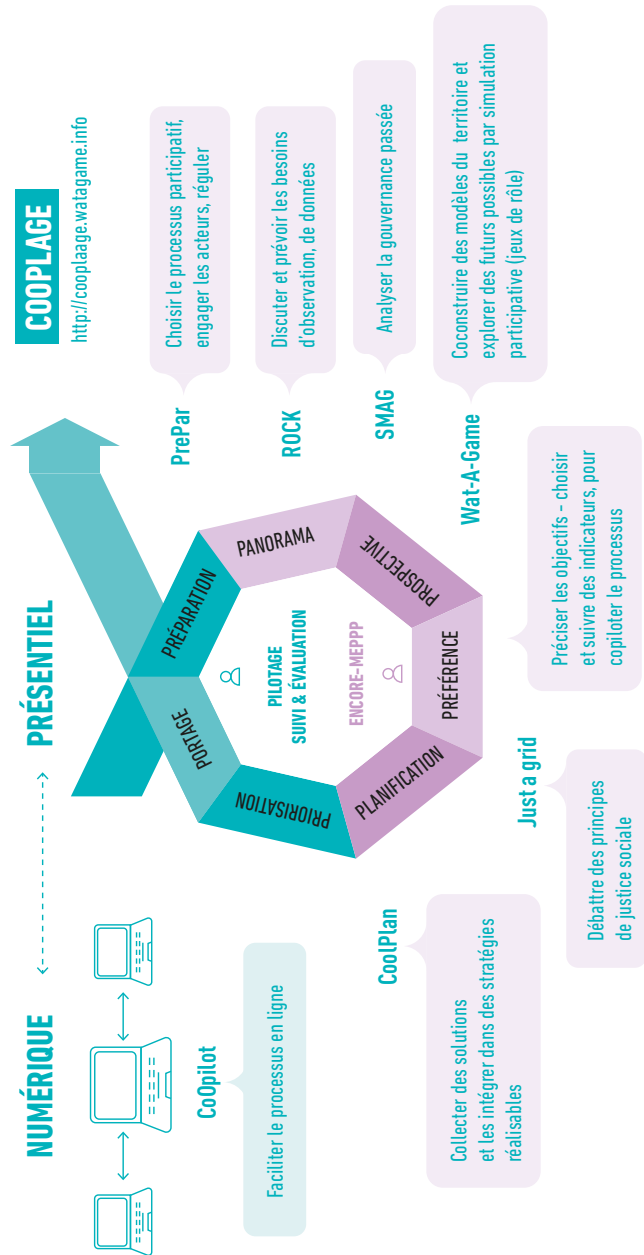 NUMÉRIQUE
PRÉSENTIEL
COOPLAGE
http://cooplaage.watagame.info
CoOpilot
Faciliter le processus en ligne
PORTAGE
PRÉPARATION
PANORAMA
PROSPECTIVE
PRÉFÉRENCE
PLANIFICATION
PRIORISATION
PILOTAGE
SUIVI & ÉVALUATION
ENCORE-MEPPP
PrePar
Choisir le processus participatif,
engager les acteurs, réguler
ROCK
Discuter et prévoir les besoins
d'observation, de données
SMAG
Analyser la gouvernance passée
Wat-A-Game
Coconstruire des modèles du territoire et
explorer des futurs possibles par simulation
participative (jeux de rôle)
Préciser les objectifs – choisir
et suivre des indicateurs, pour
copiloter le processus
Just a grid
Débattre des principes
de justice sociale
CoolPlan
Collecter des solutions
et les intégrer dans des stratégies
réalisables